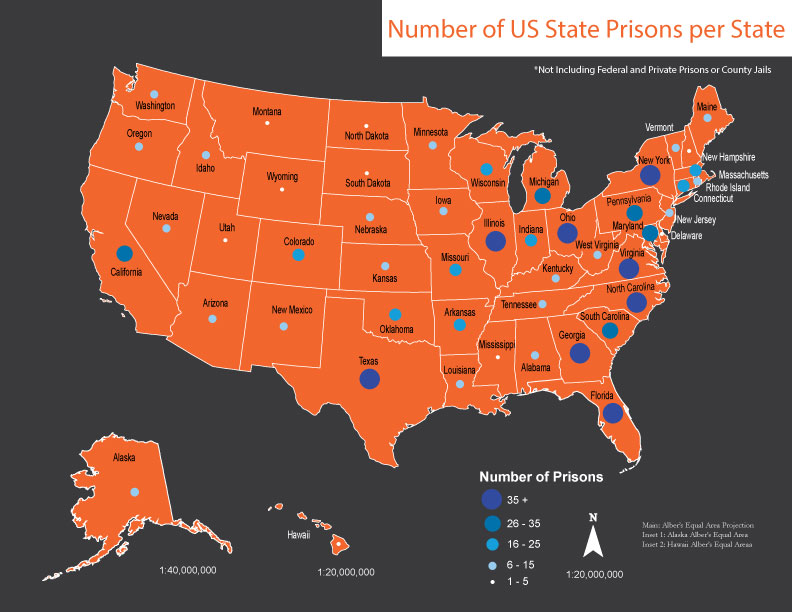 Number of US State Prisons per State
*Not Including Federal and Private Prisons or County Jails
Washington
Montana
Maine
Oregon
North Dakota
Minnesota
Vermont
Idaho
New York
New Hampshire
Wyoming
South Dakota
Wisconsin
Michigan
Massachusetts
Rhode Island
Connecticut
Nevada
Utah
Nebraska
Iowa
Illinois
Indiana
Ohio
Pennsylvania
New Jersey
Maryland
Delaware
California
Colorado
Kansas
Missouri
West Virginia
Virginia
Kentucky
North Carolina
Arizona
New Mexico
Oklahoma
Arkansas
Tennessee
South Carolina
Texas
Louisiana
Mississippi
Alabama
Georgia
Florida
Alaska
Hawaii
1:40,000,000
1:20,000,000
Number of Prisons
35 +
26 - 35
16 - 25
6 - 15
1 - 5
N
1:20,000,000
Main: Alber's Equal Area Projection
Inset 1: Alaska Alber's Equal Area
Inset 2: Hawaii Alber's Equal Areas